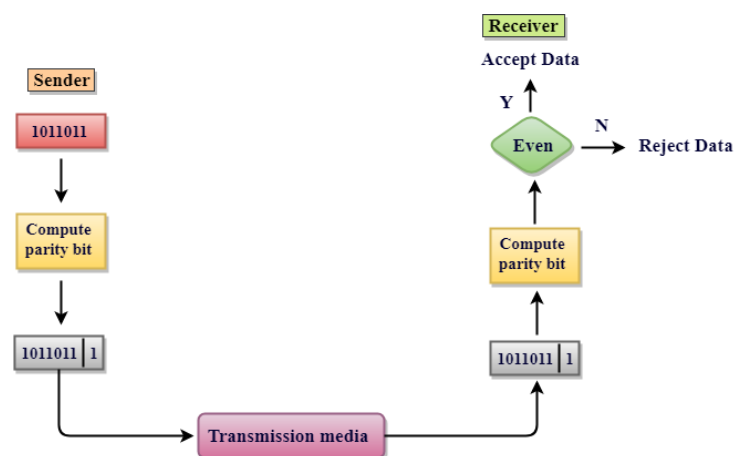 Sender
1011011
Compute
parity bit
1011011 | 1
Transmission media
Receiver
Accept Data
Y
Even
N
Reject Data
Compute
parity bit
1011011 | 1